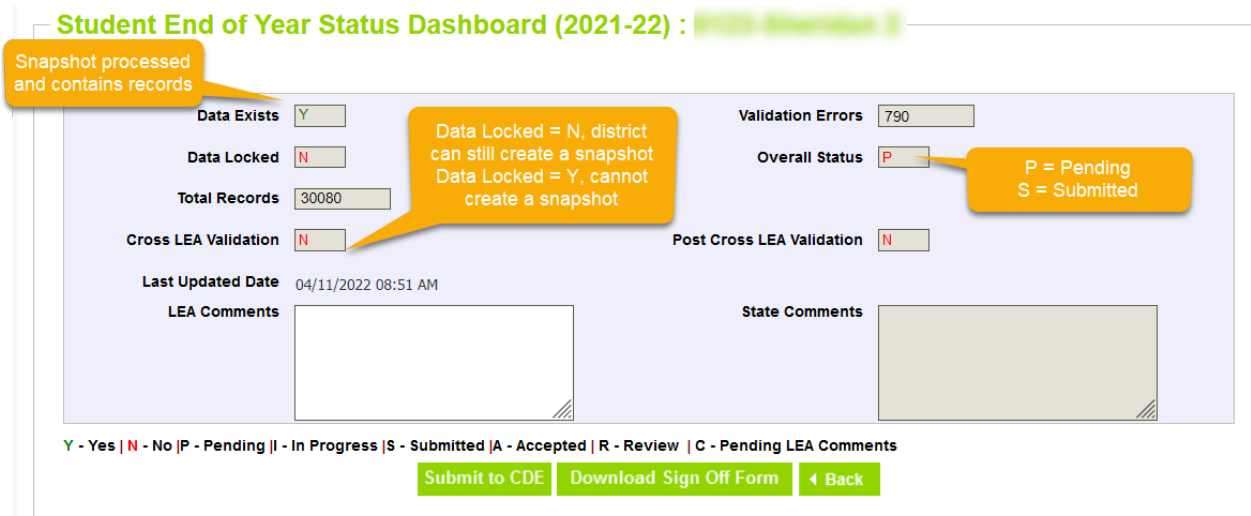 Student End of Year Status Dashboard (2021-22) :
Snapshot processed
and contains records
Data Exists Y
Validation Errors 790
Data Locked = N, district
can still create a snapshot
Data Locked = Y, cannot
create a snapshot
Data Locked N
Overall Status P
P = Pending
S = Submitted
Total Records 30080
Cross LEA Validation N
Post Cross LEA Validation N
Last Updated Date 04/11/2022 08:51 AM
LEA Comments
State Comments
Y - Yes | N - No |P - Pending |I - In Progress |S - Submitted |A - Accepted | R - Review | C - Pending LEA Comments
Submit to CDE Download Sign Off Form Back